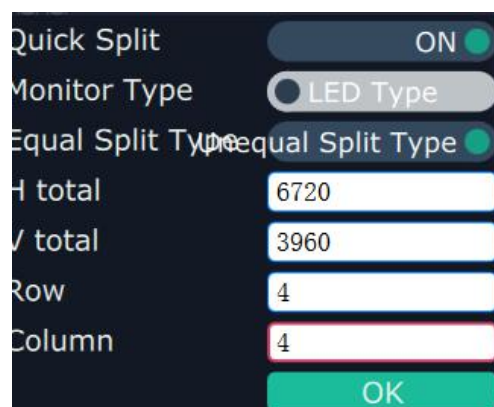 Quick Split ON
Monitor Type LED Type
Equal Split Type Unequal Split Type
H total 6720
V total 3960
Row 4
Column 4
OK